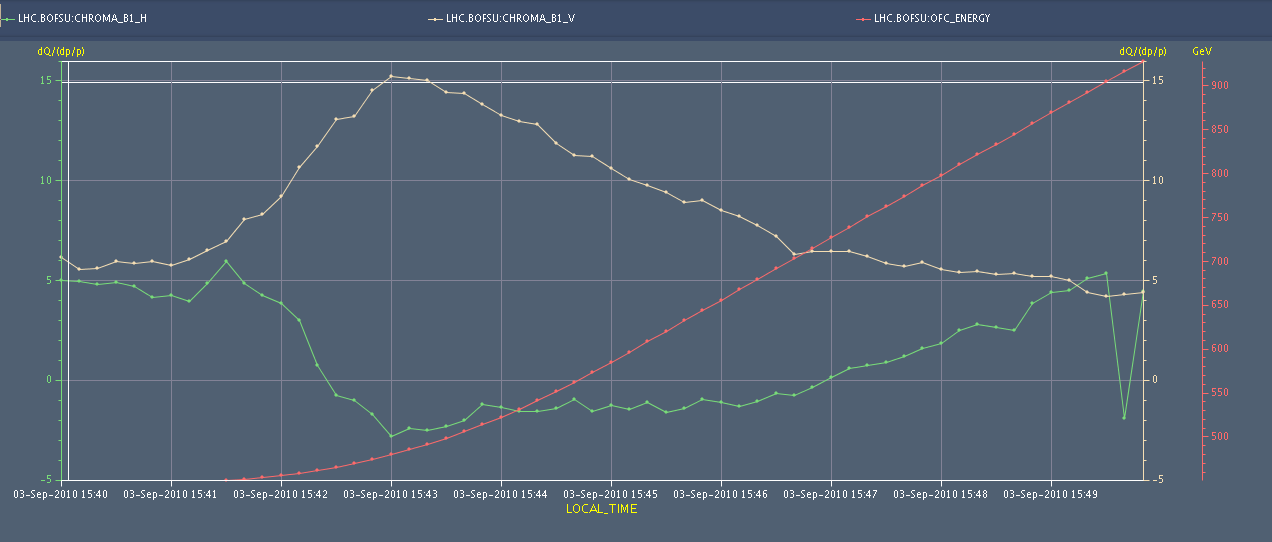 LHC.BOFSU:CHROMA_B1_H LHC.BOFSU:CHROMA_B1_V LHC.BOFSU:OFC_ENERGY
dQ/(dp/p) dQ/(dp/p) GeV
15 15 900
850
10 10 800
750
5 5 700
650
0 0 600
550
500
-5 -5
03-Sep-2010 15:40 03-Sep-2010 15:41 03-Sep-2010 15:42 03-Sep-2010 15:43 03-Sep-2010 15:44 03-Sep-2010 15:45 03-Sep-2010 15:46 03-Sep-2010 15:47 03-Sep-2010 15:48 03-Sep-2010 15:49
LOCAL_TIME